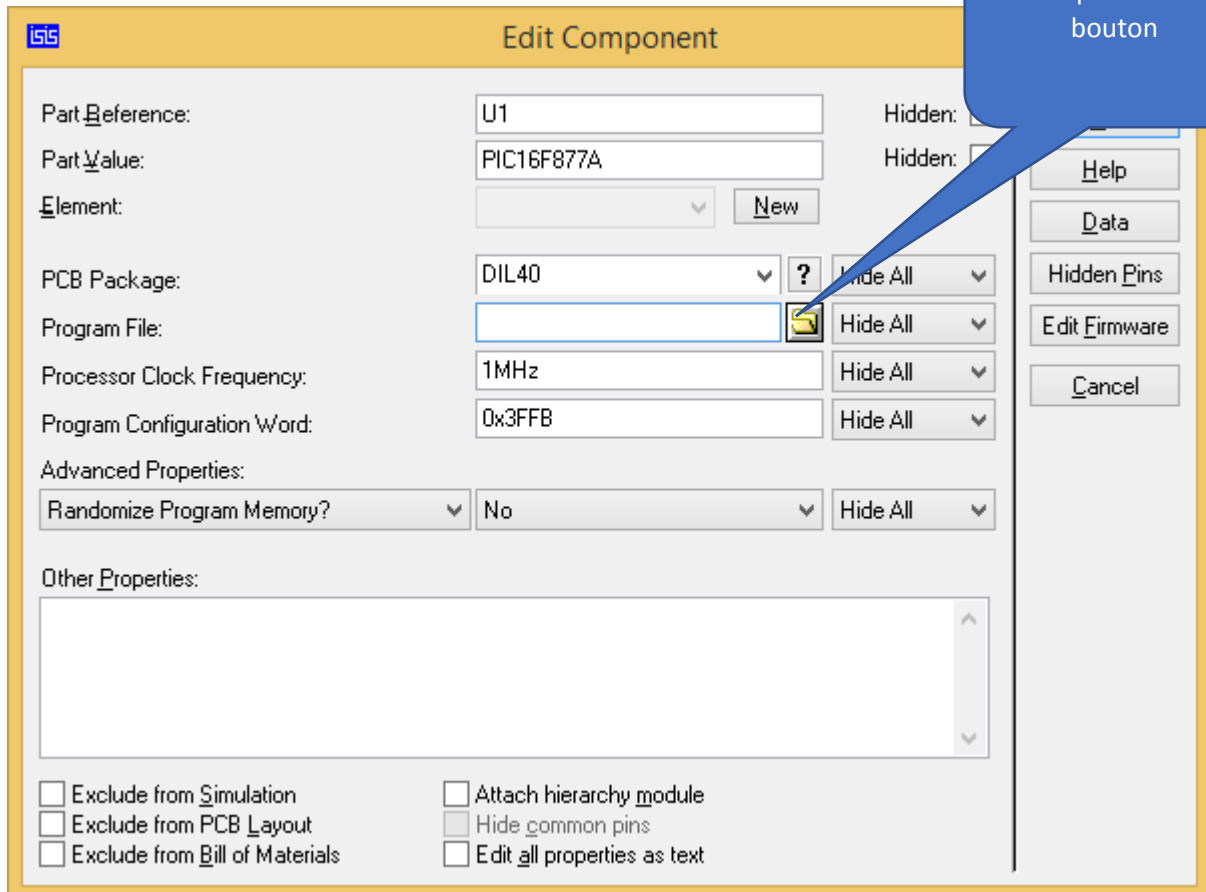 bouton
isis
Edit Component
Part Reference:
U1
Hidden:
Part Value:
PIC16F877A
Hidden:
Help
Element:
New
Data
PCB Package:
DIL40
?
Hide All
Hidden Pins
Program File:
Hide All
Edit Firmware
Processor Clock Frequency:
1MHz
Hide All
Cancel
Program Configuration Word:
0x3FFB
Hide All
Advanced Properties:
Randomize Program Memory?
No
Hide All
Other Properties:
Exclude from Simulation
Attach hierarchy module
Exclude from PCB Layout
Hide common pins
Exclude from Bill of Materials
Edit all properties as text